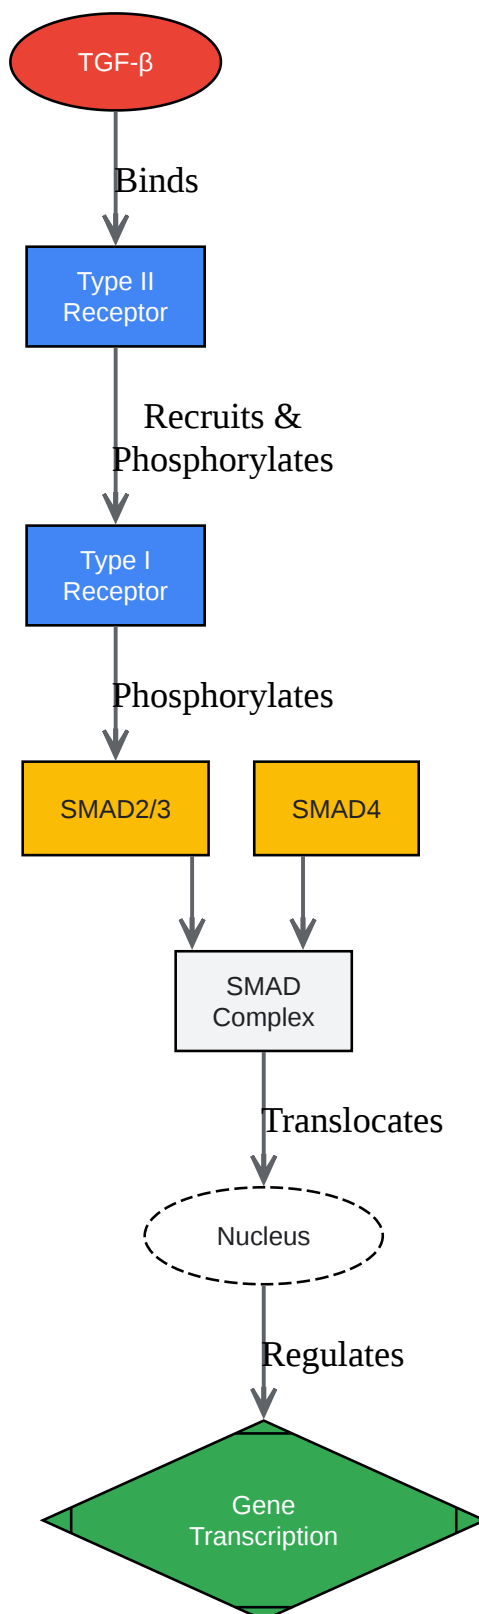 TGF-β
Binds
Type II
Receptor
Recruits &
Phosphorylates
Type I
Receptor
Phosphorylates
SMAD2/3
SMAD4
SMAD
Complex
Translocates
Nucleus
Regulates
Gene
Transcription